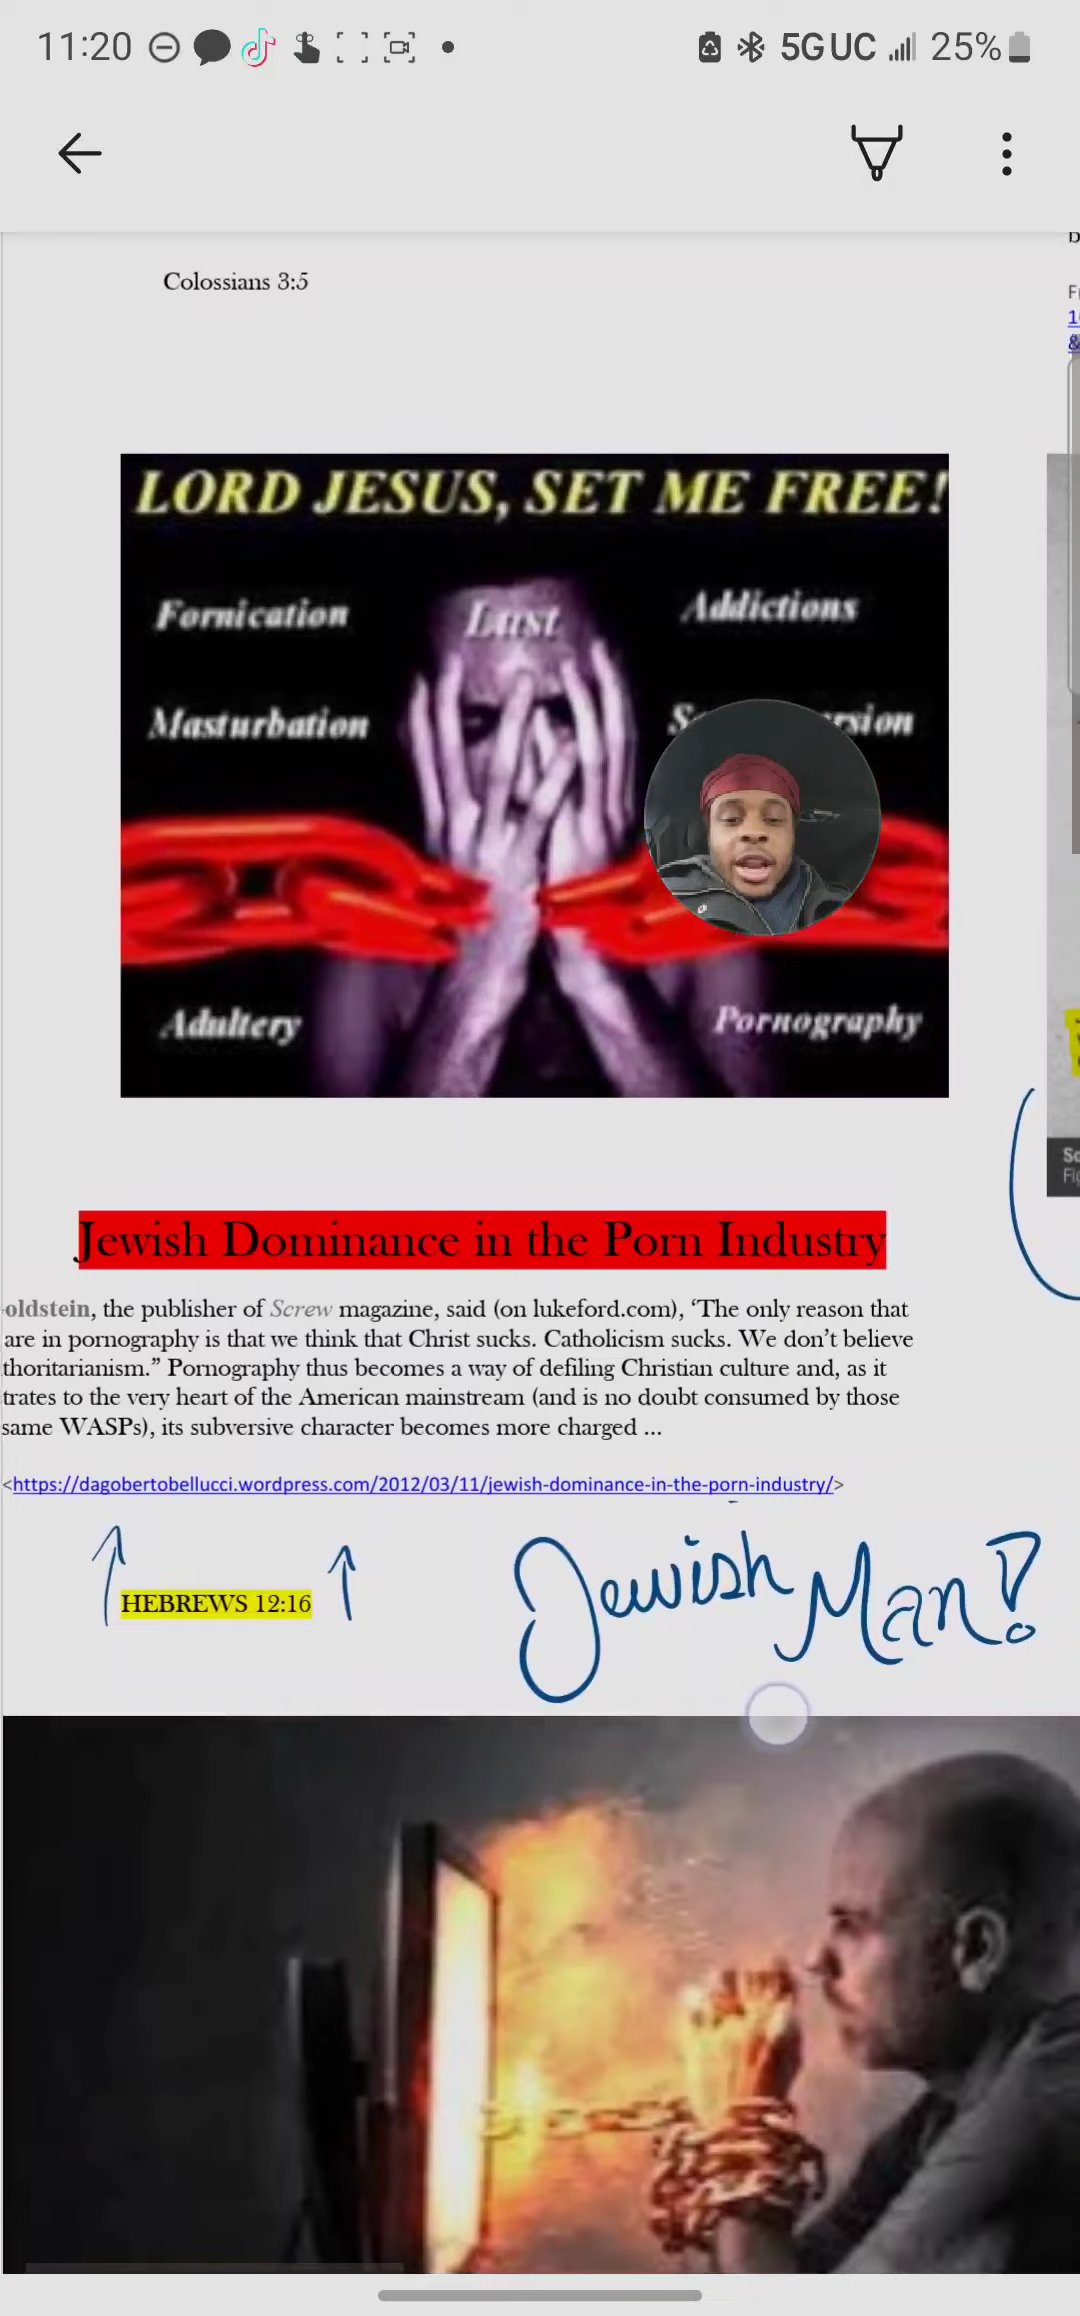 11:20
5G UC
25%
b
Colossians 3:5
LORD JESUS, SET ME FREE!
Fornication
Lust
Addictions
Masturbation
Adultery
Pornography
Jewish Dominance in the Porn Industry
oldstein, the publisher of Screw magazine, said (on lukeford.com), ‘The only reason that
are in pornography is that we think that Christ sucks. Catholicism sucks. We don’t believe
thoritarianism.” Pornography thus becomes a way of defiling Christian culture and, as it
trates to the very heart of the American mainstream (and is no doubt consumed by those
same WASPs), its subversive character becomes more charged ...
<https://dagobertobellucci.wordpress.com/2012/03/11/jewish-dominance-in-the-porn-industry/>
HEBREWS 12:16
Jewish Man!